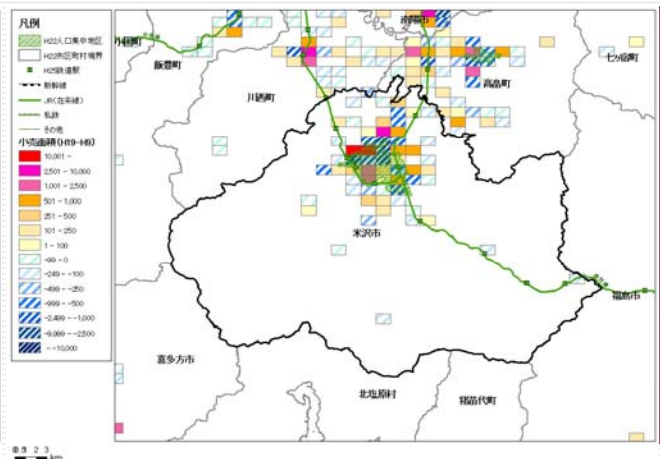 凡例
H22人口集中地区
H22市区町村境界
H25鉄道駅
新幹線
JR(在来線)
私鉄
その他
小売面積(H19-H9)
10,001 -
2,501 - 10,000
1,001 - 2,500
501 - 1,000
251 - 500
101 - 250
1 - 100
-99 - 0
-249 - -100
-499 - -250
-999 - -500
-2,499 - -1,000
-9,999 - -2,500
- -10,000
小国町
飯豊町
川西町
南陽市
高畠町
七ヶ宿町
米沢市
福島市
喜多方市
北塩原村
猪苗代町
km